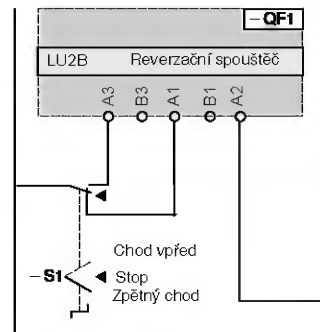 - QF1
LU2B Reverzační spouštěč
A3 B3 A1 B1 A2
Chod vpřed
- S1 Stop
Zpětný chod